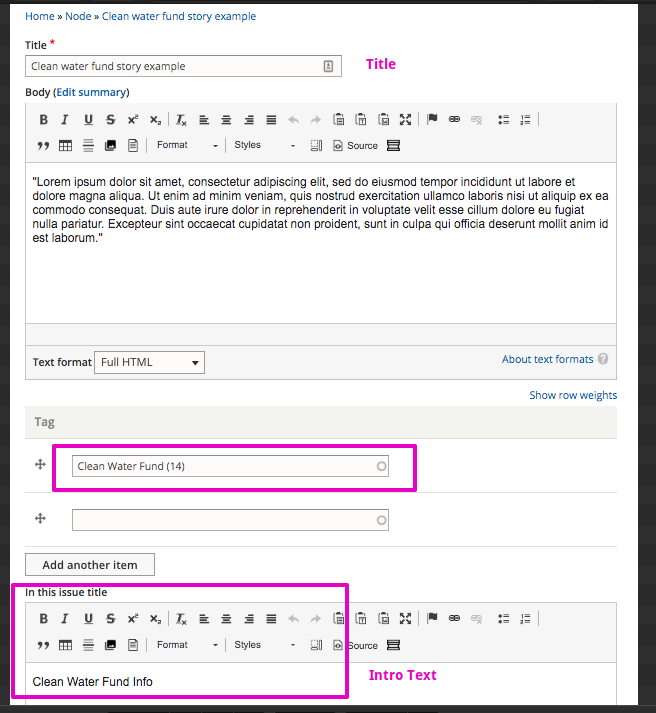 Home » Node » Clean water fund story example
Title *
Clean water fund story example
Title
Body (Edit summary)
Format
Styles
Source
"Lorem ipsum dolor sit amet, consectetur adipiscing elit, sed do eiusmod tempor incididunt ut labore et
dolore magna aliqua. Ut enim ad minim veniam, quis nostrud exercitation ullamco laboris nisi ut aliquip ex ea
commodo consequat. Duis aute irure dolor in reprehenderit in voluptate velit esse cillum dolore eu fugiat
nulla pariatur. Excepteur sint occaecat cupidatat non proident, sunt in culpa qui officia deserunt mollit anim id
est laborum."
Text format Full HTML
About text formats ?
Show row weights
Tag
Clean Water Fund (14)
Add another item
In this issue title
Format
Styles
Source
Clean Water Fund Info
Intro Text